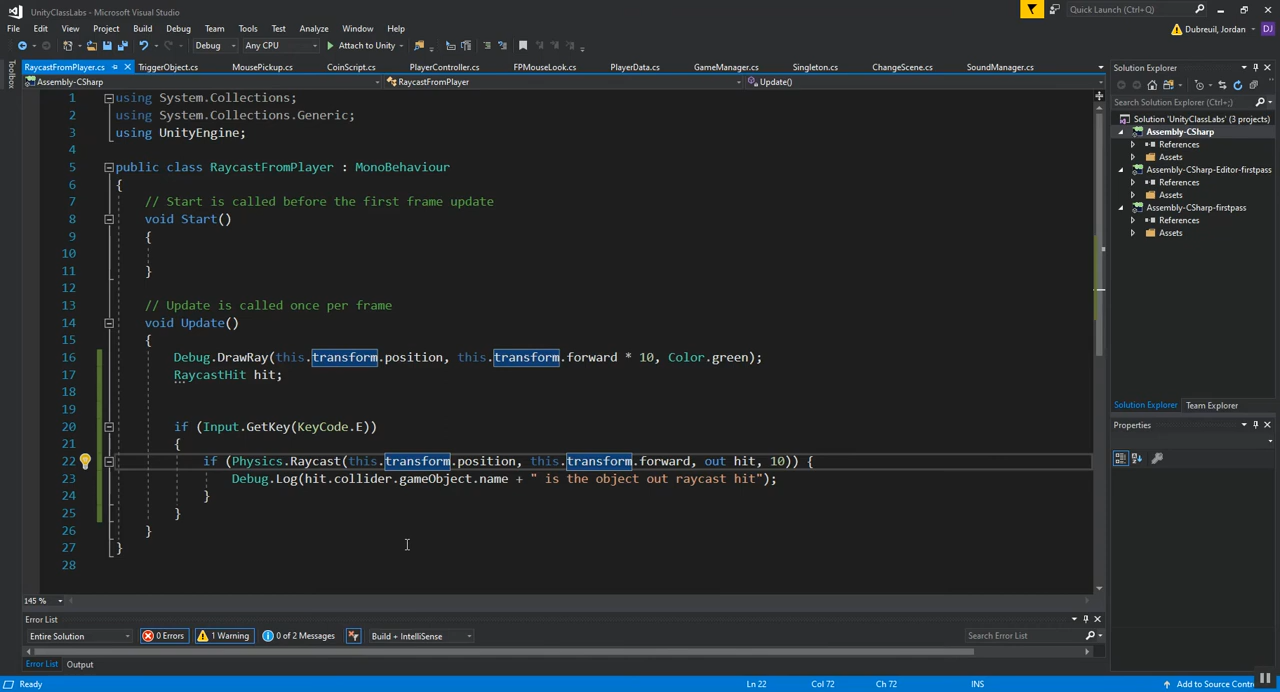 UnityClassLabs - Microsoft Visual Studio
Quick Launch (Ctrl+;)
File Edit View Project Build Debug Team Tools Test Analyze Window Help
Dubreuil, Jordan DJ
Debug Any CPU Attach to Unity
RaycastFromPlayer.cs TriggerObject.cs MousePickup.cs CoinScript.cs PlayerController.cs FPMouseLook.cs PlayerData.cs GameManager.cs Singleton.cs ChangeScene.cs SoundManager.cs
Assembly-CSharp RaycastFromPlayer Update()
Toolbox
1 using System.Collections;
2 using System.Collections.Generic;
3 using UnityEngine;
4
5 public class RaycastFromPlayer : MonoBehaviour
6 {
7 // Start is called before the first frame update
8 void Start()
9 {
10
11 }
12
13 // Update is called once per frame
14 void Update()
15 {
16 Debug.DrawRay(this.transform.position, this.transform.forward * 10, Color.green);
17 RaycastHit hit;
18
19
20 if (Input.GetKey(KeyCode.E))
21 {
22 if (Physics.Raycast(this.transform.position, this.transform.forward, out hit, 10)) {
23 Debug.Log(hit.collider.gameObject.name + " is the object out raycast hit");
24 }
25 }
26 }
27 }
28
145 %
Solution Explorer
Search Solution Explorer (Ctrl+;)
Solution 'UnityClassLabs' (3 projects)
Assembly-CSharp
References
Assets
Assembly-CSharp-Editor-firstpass
References
Assets
Assembly-CSharp-firstpass
References
Assets
Solution Explorer Team Explorer
Properties
Error List
Entire Solution 0 Errors 1 Warning 0 of 2 Messages Build + IntelliSense Search Error List
Error List Output
Ready Ln 22 Col 72 Ch 72 INS Add to Source Contr